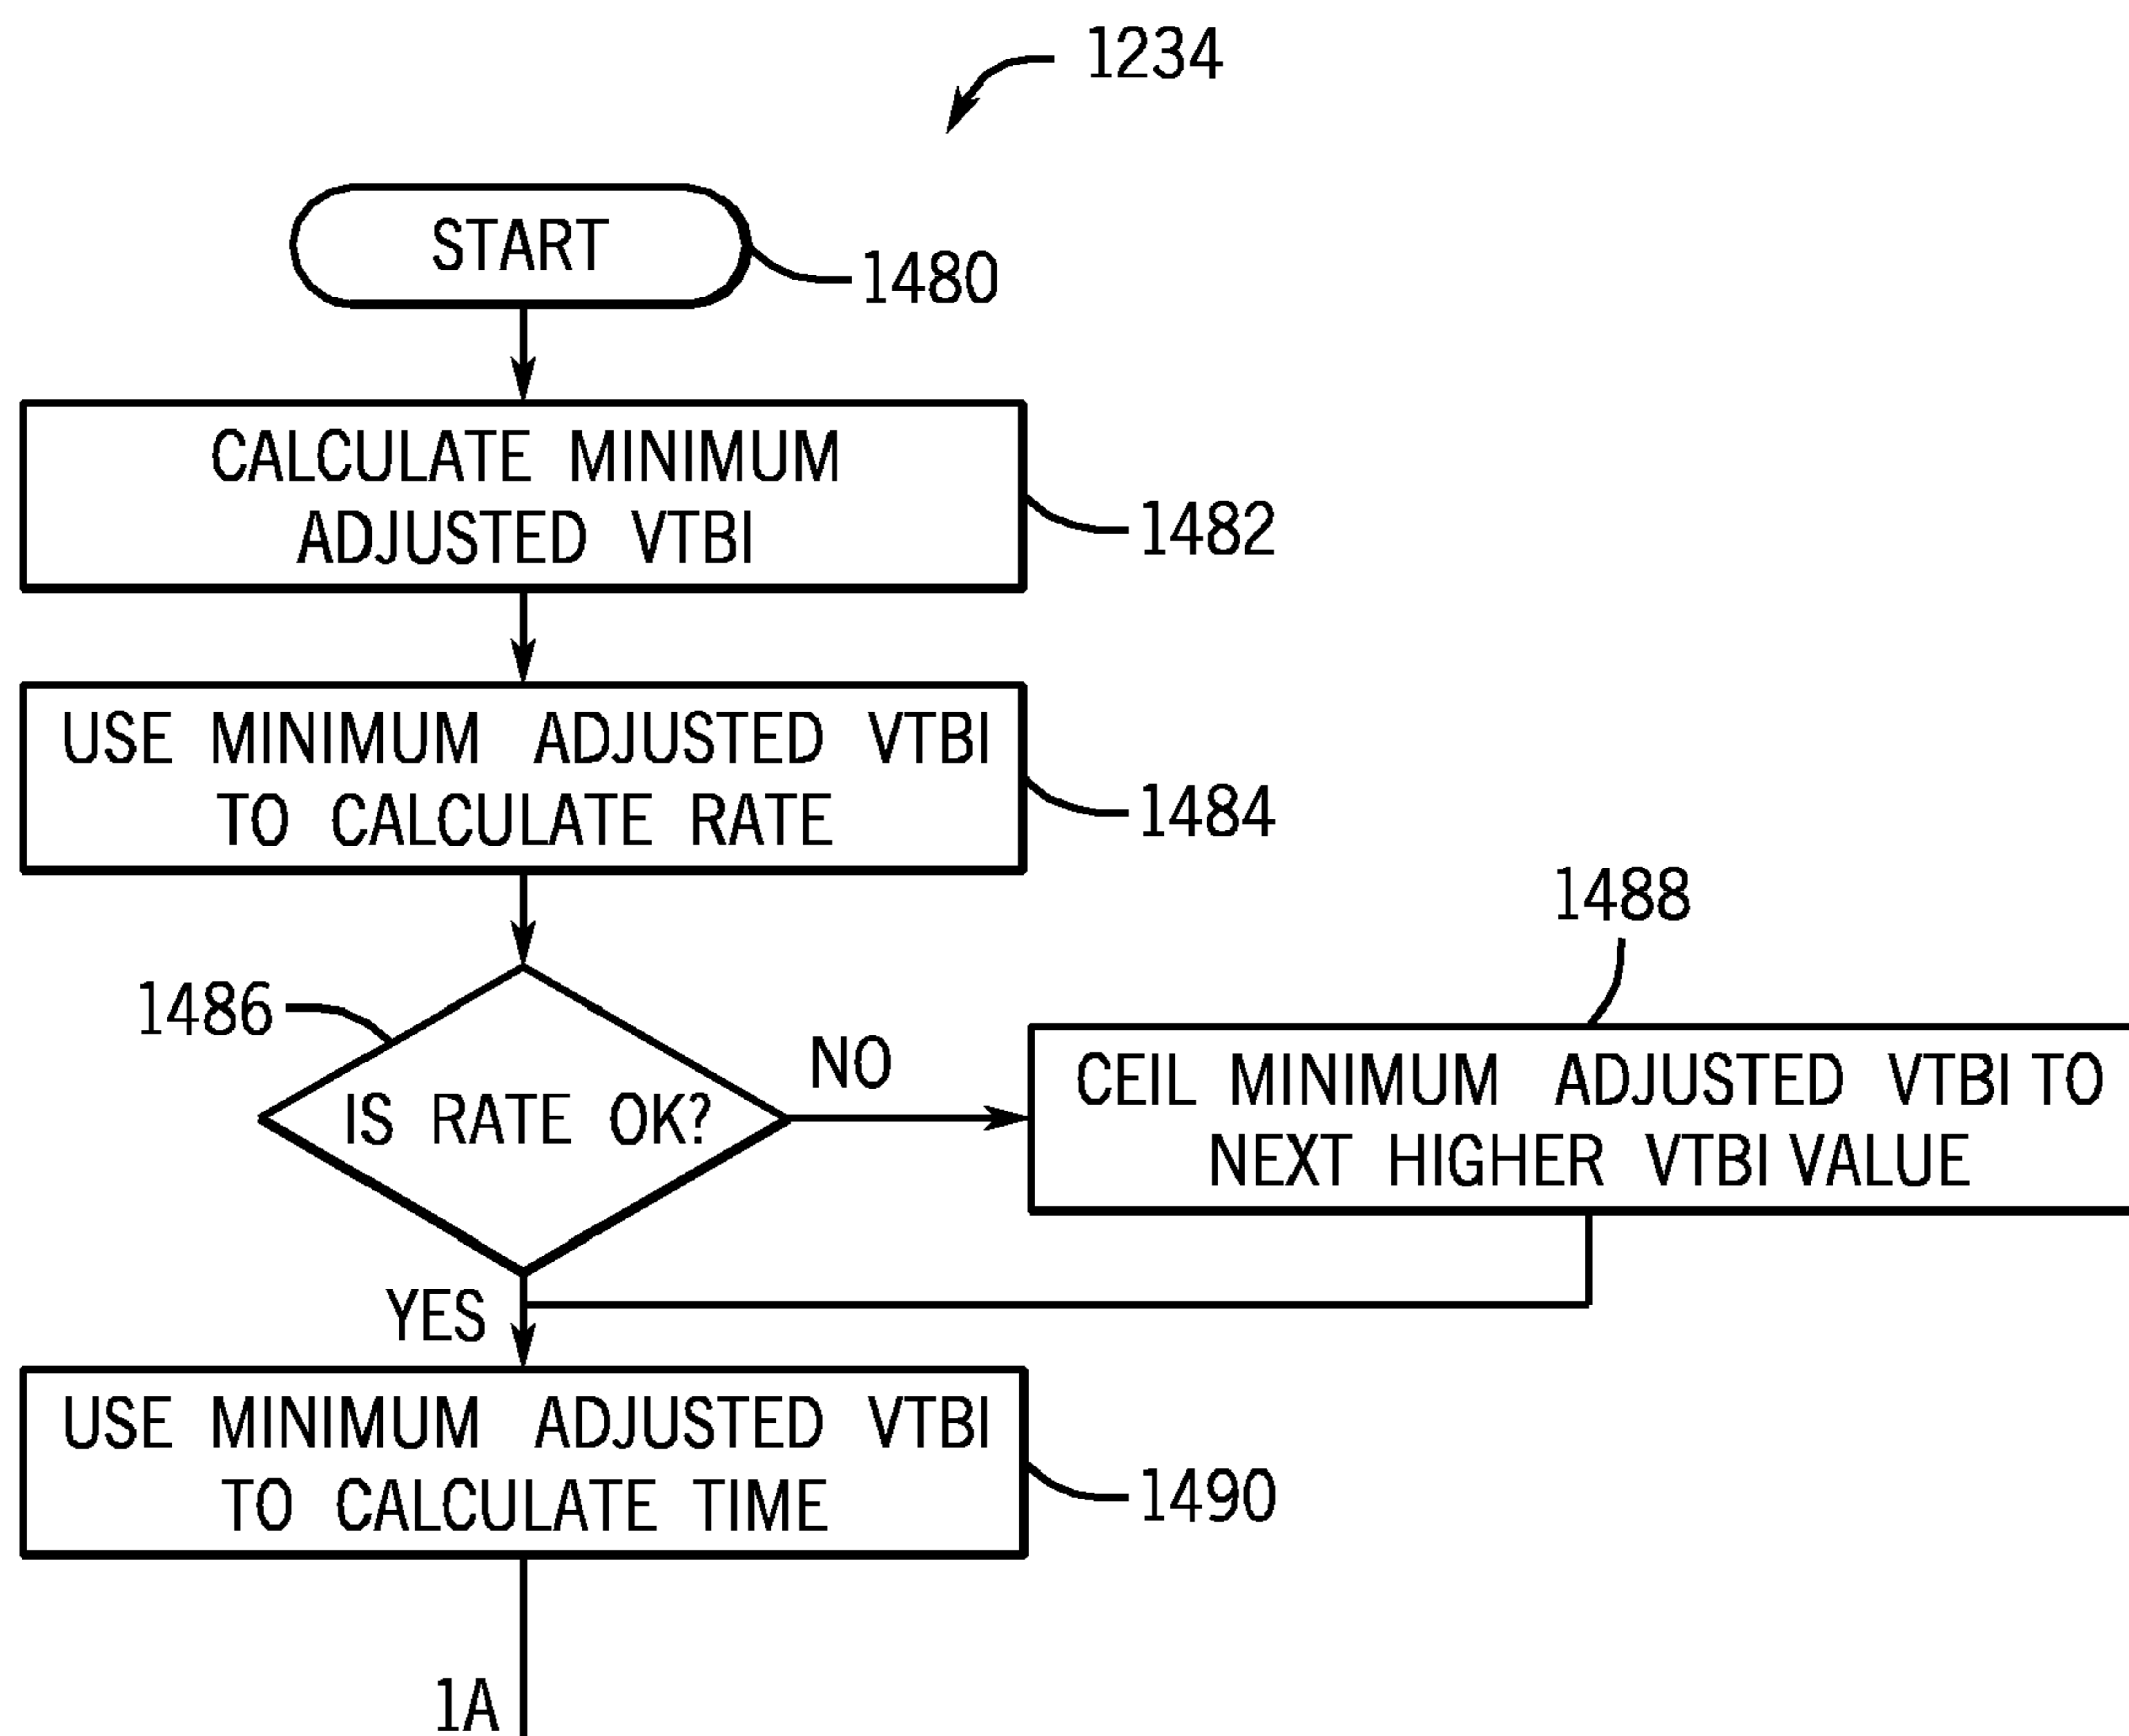 1234
START
1480
CALCULATE MINIMUM
ADJUSTED VTBI
1482
USE MINIMUM ADJUSTED VTBI
TO CALCULATE RATE
1484
1486
IS RATE OK?
NO
1488
CEIL MINIMUM ADJUSTED VTBI TO
NEXT HIGHER VTBI VALUE
YES
USE MINIMUM ADJUSTED VTBI
TO CALCULATE TIME
1490
1A